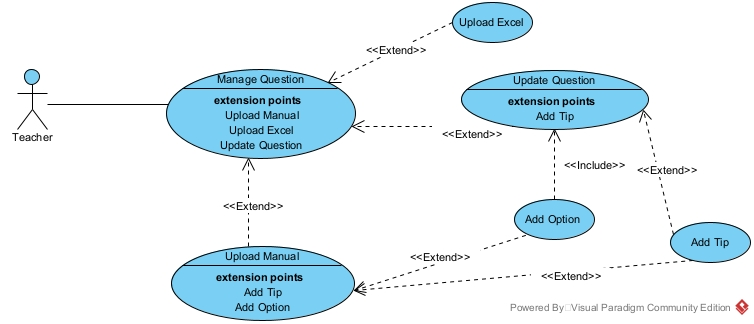 Upload Excel
<<Extend>>
Manage Question
extension points
Upload Manual
Upload Excel
Update Question
Update Question
extension points
Add Tip
Teacher
<<Extend>>
<<Include>>
<<Extend>>
<<Extend>>
Add Option
Add Tip
<<Extend>>
Upload Manual
extension points
Add Tip
Add Option
<<Extend>>
Powered By Visual Paradigm Community Edition